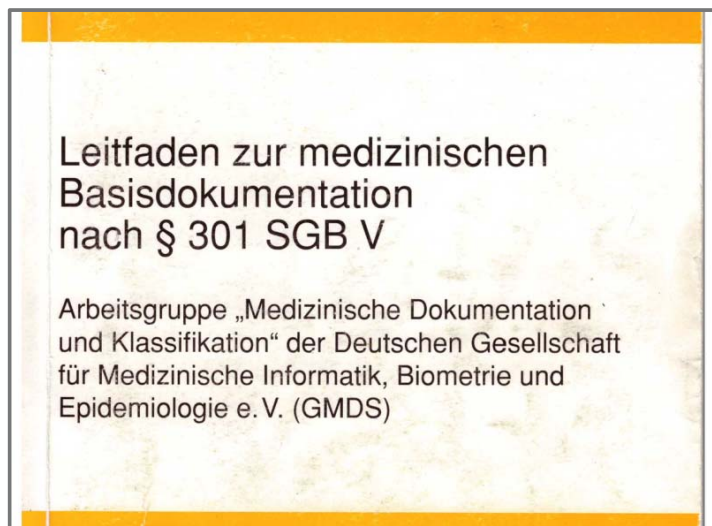 Leitfaden zur medizinischen
Basisdokumentation
nach § 301 SGB V
Arbeitsgruppe „Medizinische Dokumentation
und Klassifikation“ der Deutschen Gesellschaft
für Medizinische Informatik, Biometrie und
Epidemiologie e. V. (GMDS)